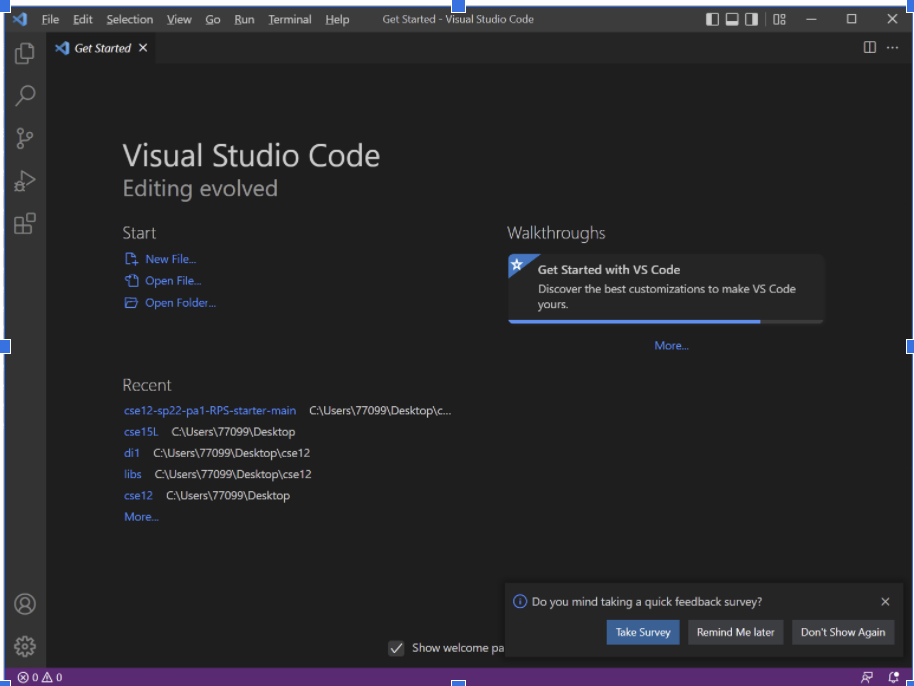 File Edit Selection View Go Run Terminal Help Get Started - Visual Studio Code
Get Started
Visual Studio Code
Editing evolved
Start
New File...
Open File...
Open Folder...
Walkthroughs
Get Started with VS Code
Discover the best customizations to make VS Code
yours.
More...
Recent
cse12-sp22-pa1-RPS-starter-main C:\Users\77099\Desktop\c...
cse15L C:\Users\77099\Desktop
di1 C:\Users\77099\Desktop\cse12
libs C:\Users\77099\Desktop\cse12
cse12 C:\Users\77099\Desktop
More...
Do you mind taking a quick feedback survey?
Take Survey Remind Me later Don't Show Again
Show welcome pa
0 0